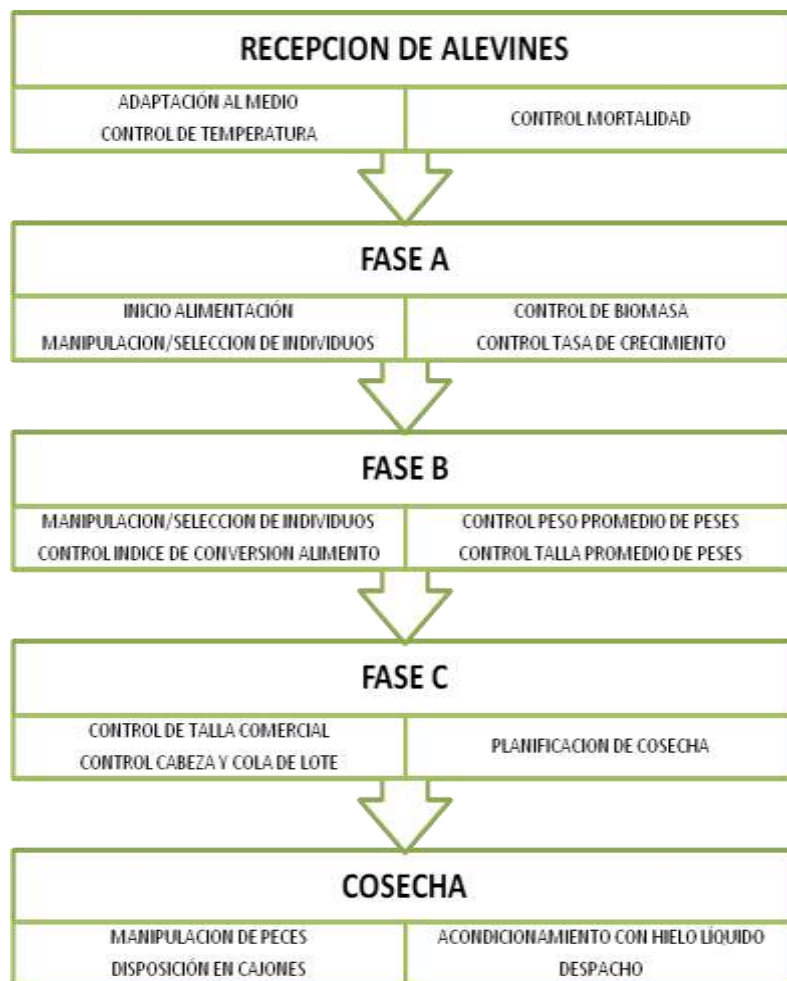 RECEPCION DE ALEVINES
ADAPTACIÓN AL MEDIO
CONTROL DE TEMPERATURA
CONTROL MORTALIDAD
FASE A
INICIO ALIMENTACIÓN
MANIPULACION/SELECCION DE INDIVIDUOS
CONTROL DE BIOMASA
CONTROL TASA DE CRECIMIENTO
FASE B
MANIPULACION/SELECCION DE INDIVIDUOS
CONTROL INDICE DE CONVERSION ALIMENTO
CONTROL PESO PROMEDIO DE PESES
CONTROL TALLA PROMEDIO DE PESES
FASE C
CONTROL DE TALLA COMERCIAL
CONTROL CABEZA Y COLA DE LOTE
PLANIFICACION DE COSECHA
COSECHA
MANIPULACION DE PECES
DISPOSICIÓN EN CAJONES
ACONDICIONAMIENTO CON HIELO LÍQUIDO
DESPACHO